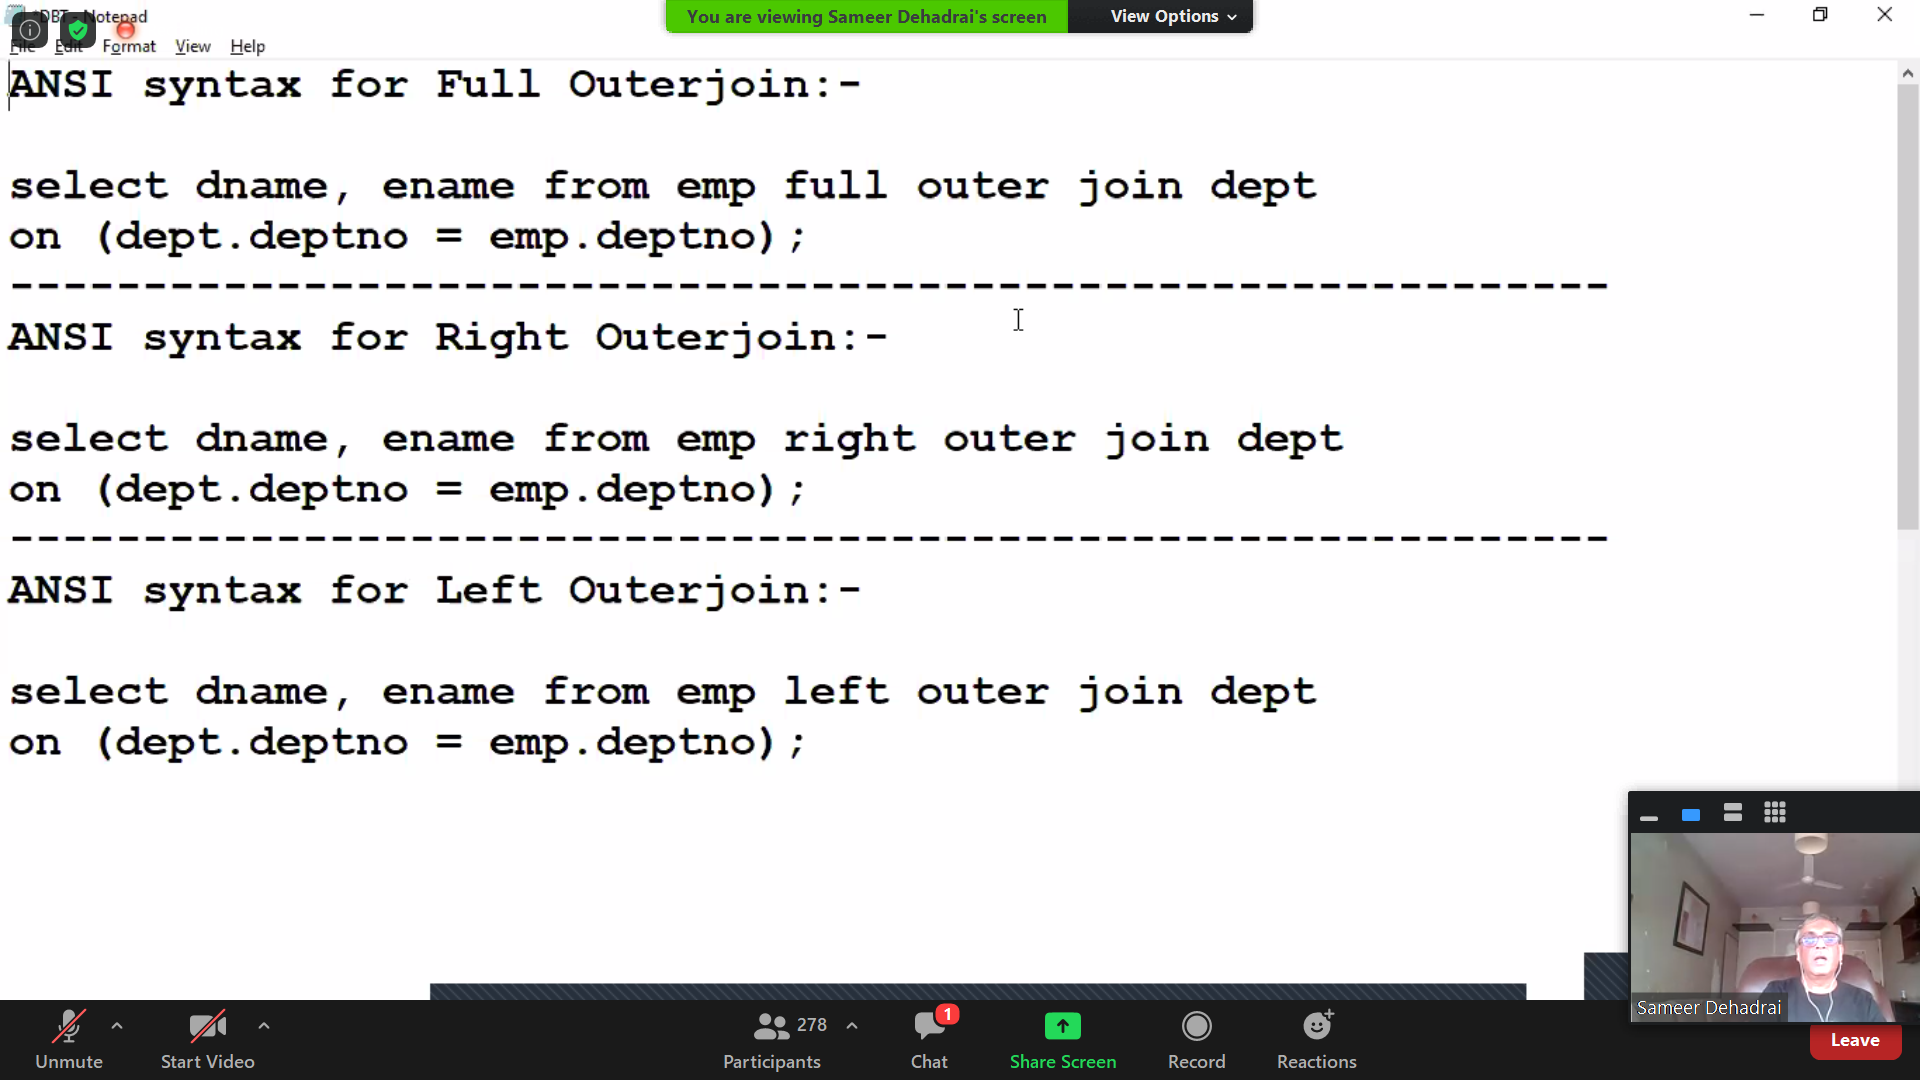 *DBT - Notepad
You are viewing Sameer Dehadrai's screen
View Options
File Edit Format View Help
ANSI syntax for Full Outerjoin:-
select dname, ename from emp full outer join dept
on (dept.deptno = emp.deptno);
------------------------------------------------------------
ANSI syntax for Right Outerjoin:-
select dname, ename from emp right outer join dept
on (dept.deptno = emp.deptno);
------------------------------------------------------------
ANSI syntax for Left Outerjoin:-
select dname, ename from emp left outer join dept
on (dept.deptno = emp.deptno);
Sameer Dehadrai
278
1
Unmute
Start Video
Participants
Chat
Share Screen
Record
Reactions
Leave